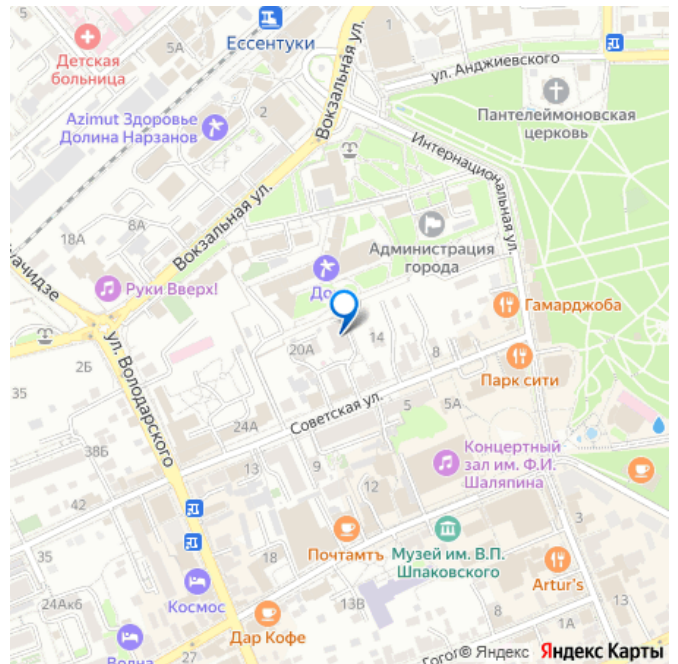 1
Ессентуки
5А
Детская
больница
ул. Анджиевского
Вокзальная ул.
Azimut Здоровье
Долина Нарзанов
2
Пантелеймоновская
церковь
Интернациональная ул.
Вокзальная ул.
8А
18А
Администрация
города
Руки Вверх!
До
Гамарджоба
14
20А
8
2Б
Парк сити
35
ул. Володарского
Советская ул.
5
5А
24А
38Б
Концертный
зал им. Ф.И.
Шаляпина
13
9
12
42
3
35
18
Почтамтъ
Музей им. В.П.
Шпаковского
Artur's
Космос
24Ак6
13В
13
Дар Кофе
1А
27
© Яндекс Яндекс Карты